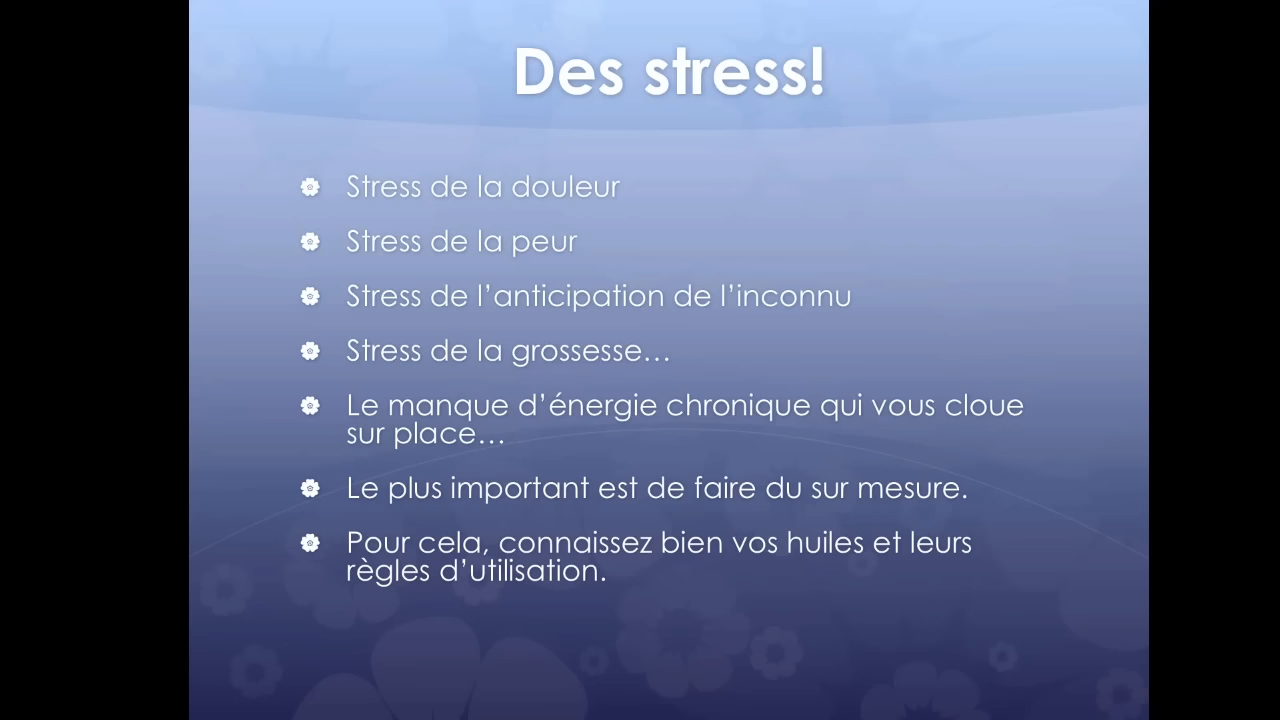 Des stress!
Stress de la douleur
Stress de la peur
Stress de l’anticipation de l’inconnu
Stress de la grossesse…
Le manque d’énergie chronique qui vous cloue
sur place…
Le plus important est de faire du sur mesure.
Pour cela, connaissez bien vos huiles et leurs
règles d’utilisation.